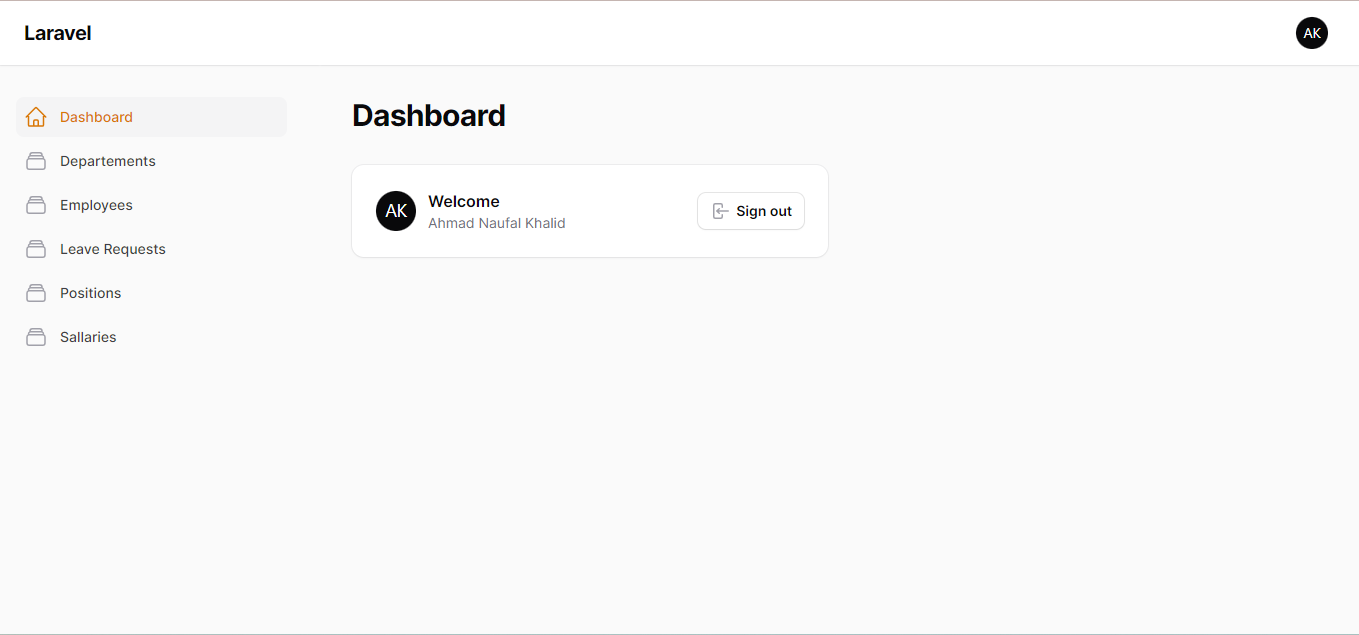 Laravel
AK
Dashboard
Departements
Employees
Leave Requests
Positions
Sallaries
Dashboard
AK
Welcome
Ahmad Naufal Khalid
Sign out